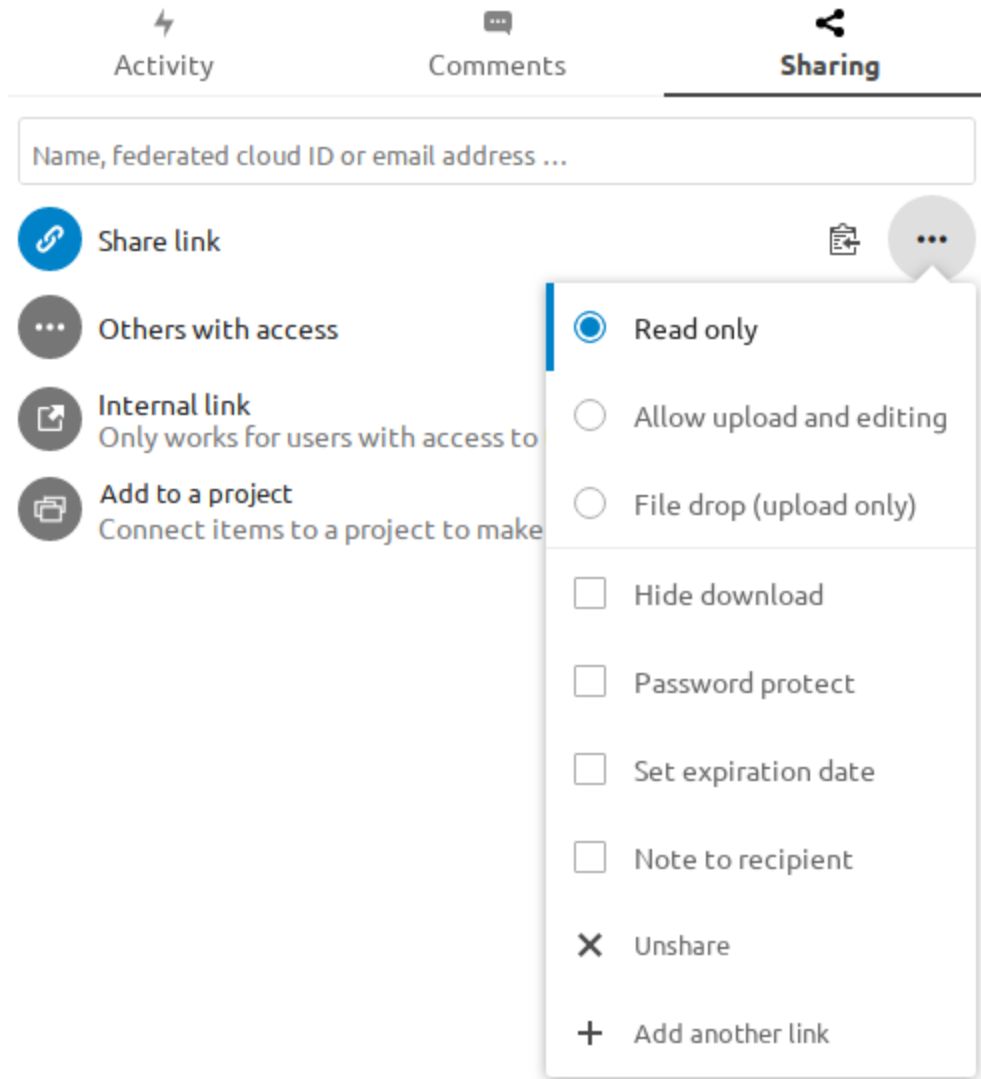 Activity
Comments
Sharing
Name, federated cloud ID or email address ...
Share link
Others with access
Internal link
Only works for users with access to
Add to a project
Connect items to a project to make
Read only
Allow upload and editing
File drop (upload only)
Hide download
Password protect
Set expiration date
Note to recipient
Unshare
Add another link